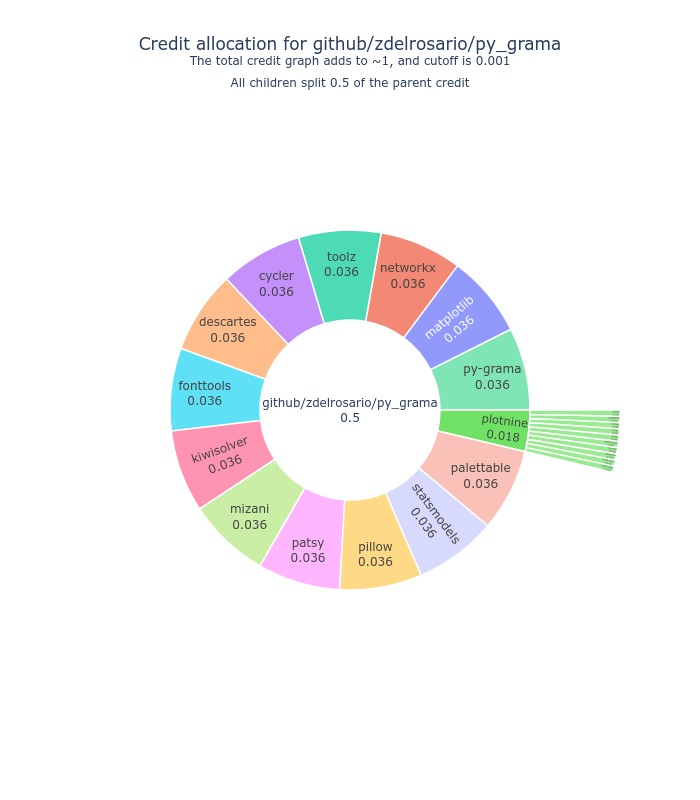 Credit allocation for github/zdelrosario/py_grama
The total credit graph adds to ~1, and cutoff is 0.001
All children split 0.5 of the parent credit
toolz
0.036
networkx
0.036
cycler
0.036
matplotlib
0.036
descartes
0.036
py-grama
0.036
fonttools
0.036
github/zdelrosario/py_grama
0.5
plotnine
0.018
kiwisolver
0.036
palettable
0.036
mizani
0.036
statsmodels
0.036
patsy
0.036
pillow
0.036